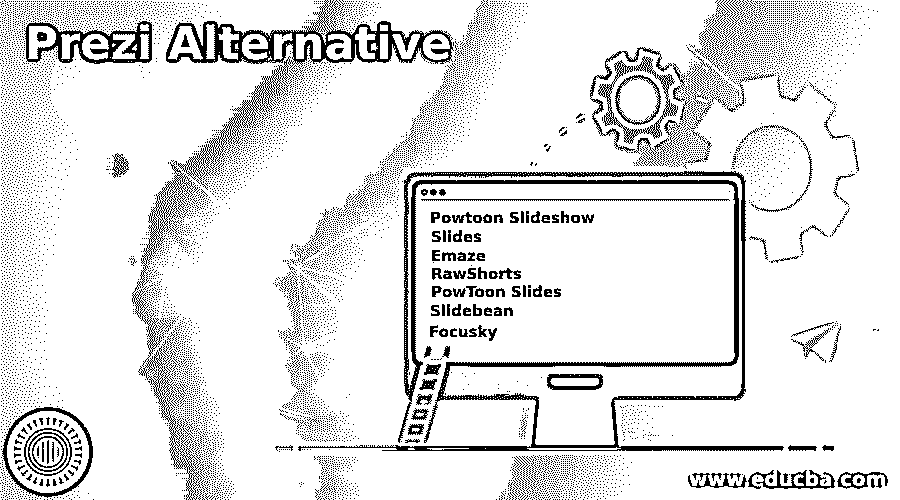 Prezi Alternative
Powtoon Slideshow
Slides
Emaze
RawShorts
PowToon Slides
Slidebean
Focusky
www.educba.com